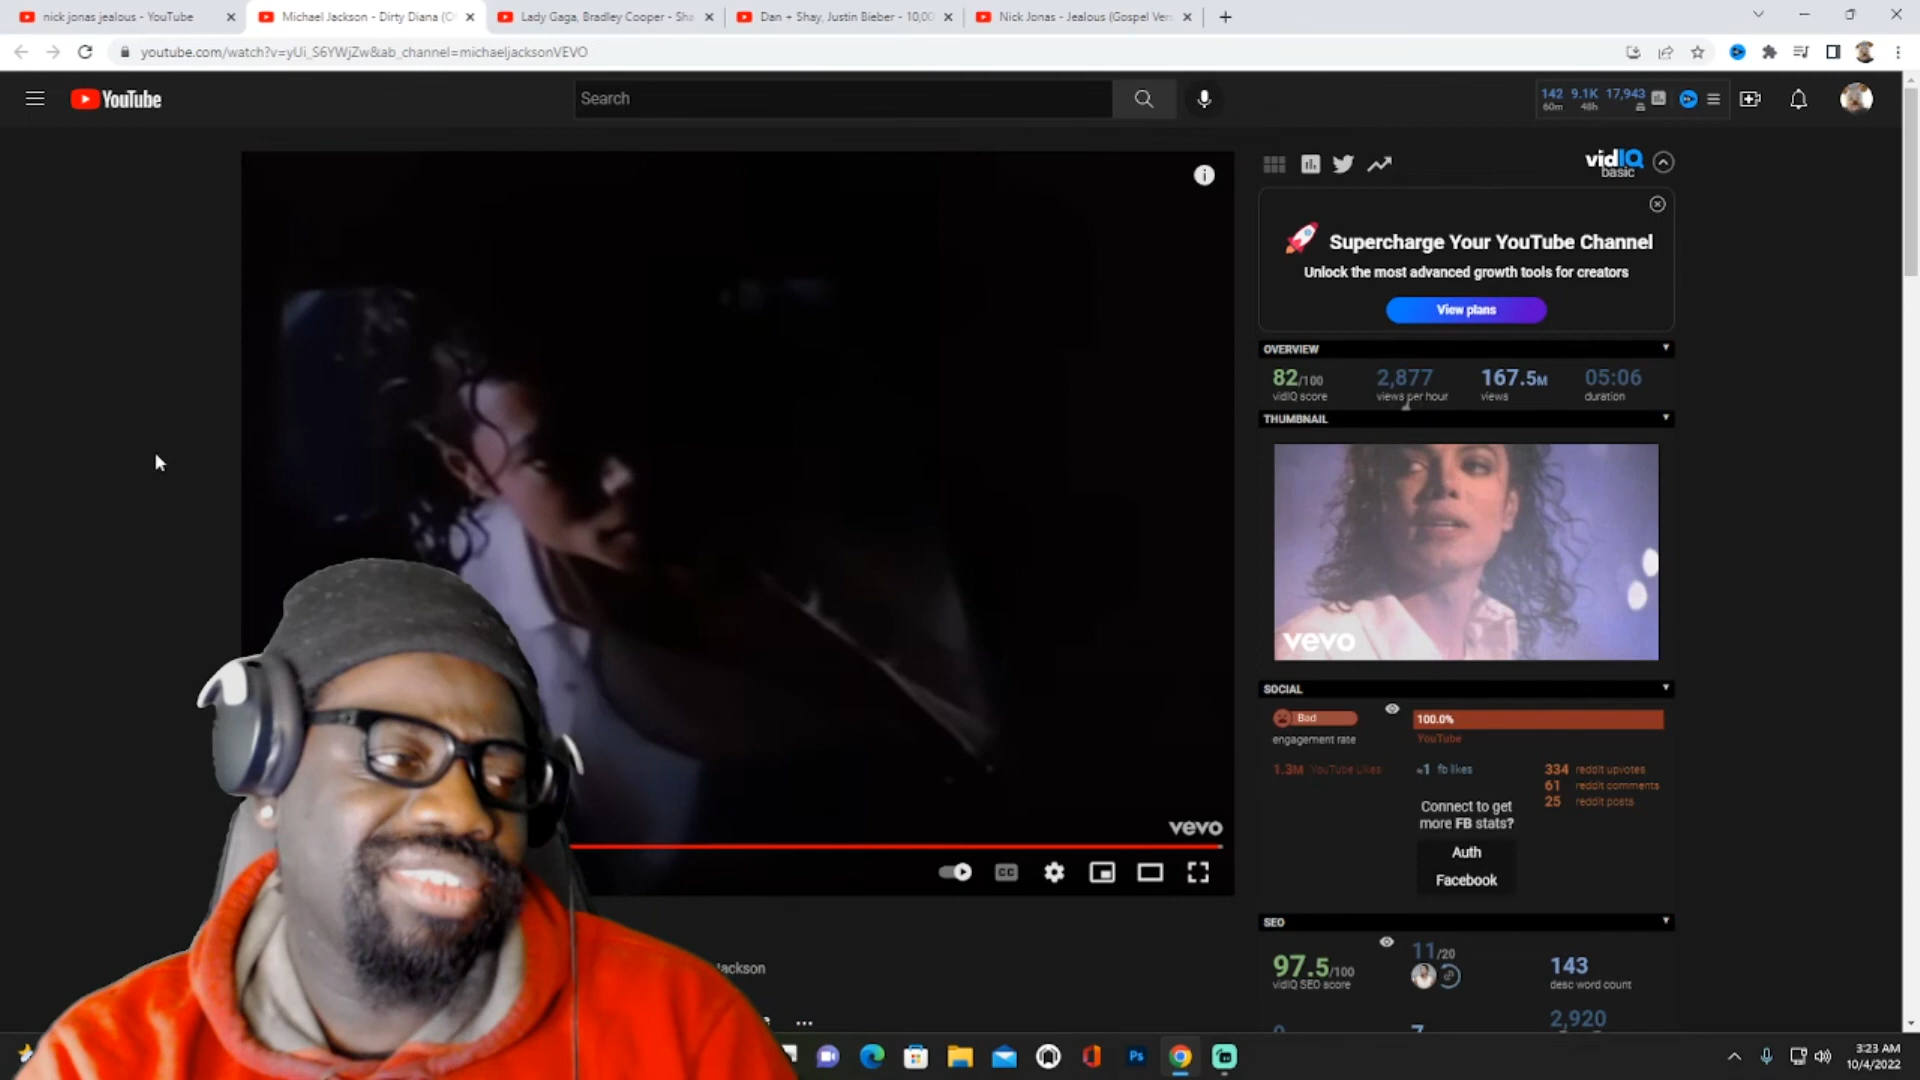 nick jonas jealous - YouTube
Michael Jackson - Dirty Diana (O
Lady Gaga, Bradley Cooper - Sha
Dan + Shay, Justin Bieber - 10,00
Nick Jonas - Jealous (Gospel Ver
youtube.com/watch?v=yUi_S6YWjZw&ab_channel=michaeljacksonVEVO
YouTube
Search
142 9.1K 17,943
60m 48h
vidIQ
basic
Supercharge Your YouTube Channel
Unlock the most advanced growth tools for creators
View plans
OVERVIEW
82/100 2,877 167.5M 05:06
vidIQ score views per hour views duration
THUMBNAIL
vevo
SOCIAL
Bad 100.0%
engagement rate YouTube
1.3M YouTube Likes 1 fb likes 334 reddit upvotes
61 reddit comments
25 reddit posts
Connect to get
more FB stats?
Auth
Facebook
vevo
CC
SEO
97.5/100 11/20 143
vidIQ SEO score desc word count
2,920
Jackson
Ps
3:23 AM
10/4/2022